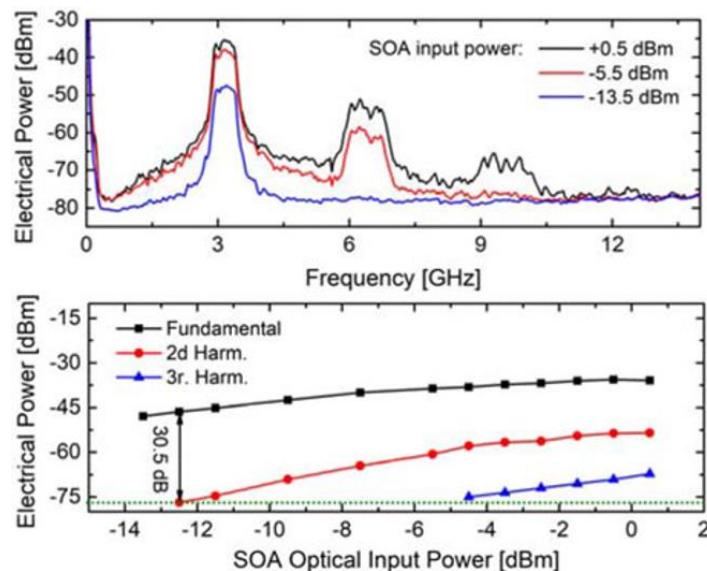 -30
-40
-50
-60
-70
-80
Electrical Power [dBm]
SOA input power:
+0.5 dBm
-5.5 dBm
-13.5 dBm
0
3
6
9
12
Frequency [GHz]
-15
-30
-45
-60
-75
Electrical Power [dBm]
Fundamental
2d Harm.
3r. Harm.
30.5 dB
-14
-12
-10
-8
-6
-4
-2
0
2
SOA Optical Input Power [dBm]